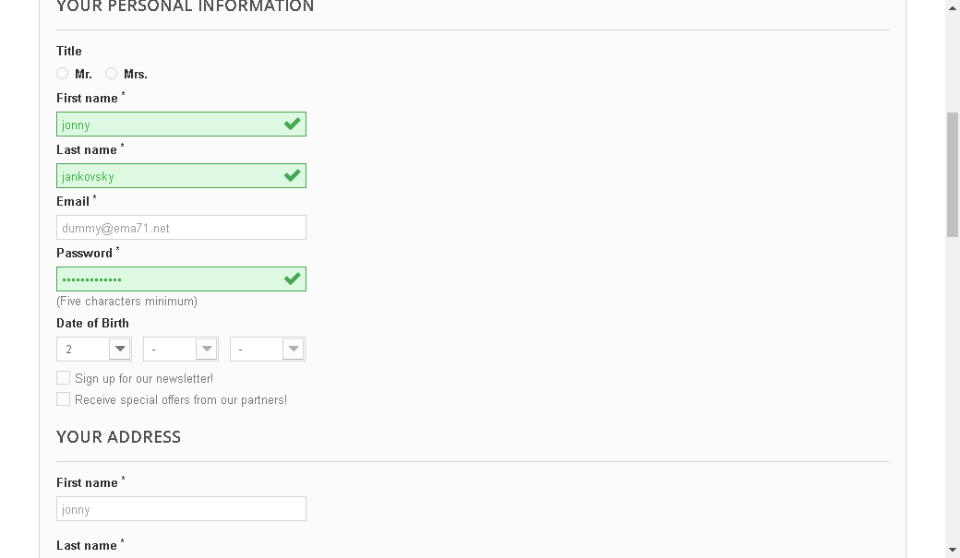 YOUR PERSONAL INFORMATION
Title
Mr. Mrs.
First name *
jonny
Last name *
jankovsky
Email *
dummy@ema71.net
Password *
•••••••••••••
(Five characters minimum)
Date of Birth
2 - -
Sign up for our newsletter!
Receive special offers from our partners!
YOUR ADDRESS
First name *
jonny
Last name *